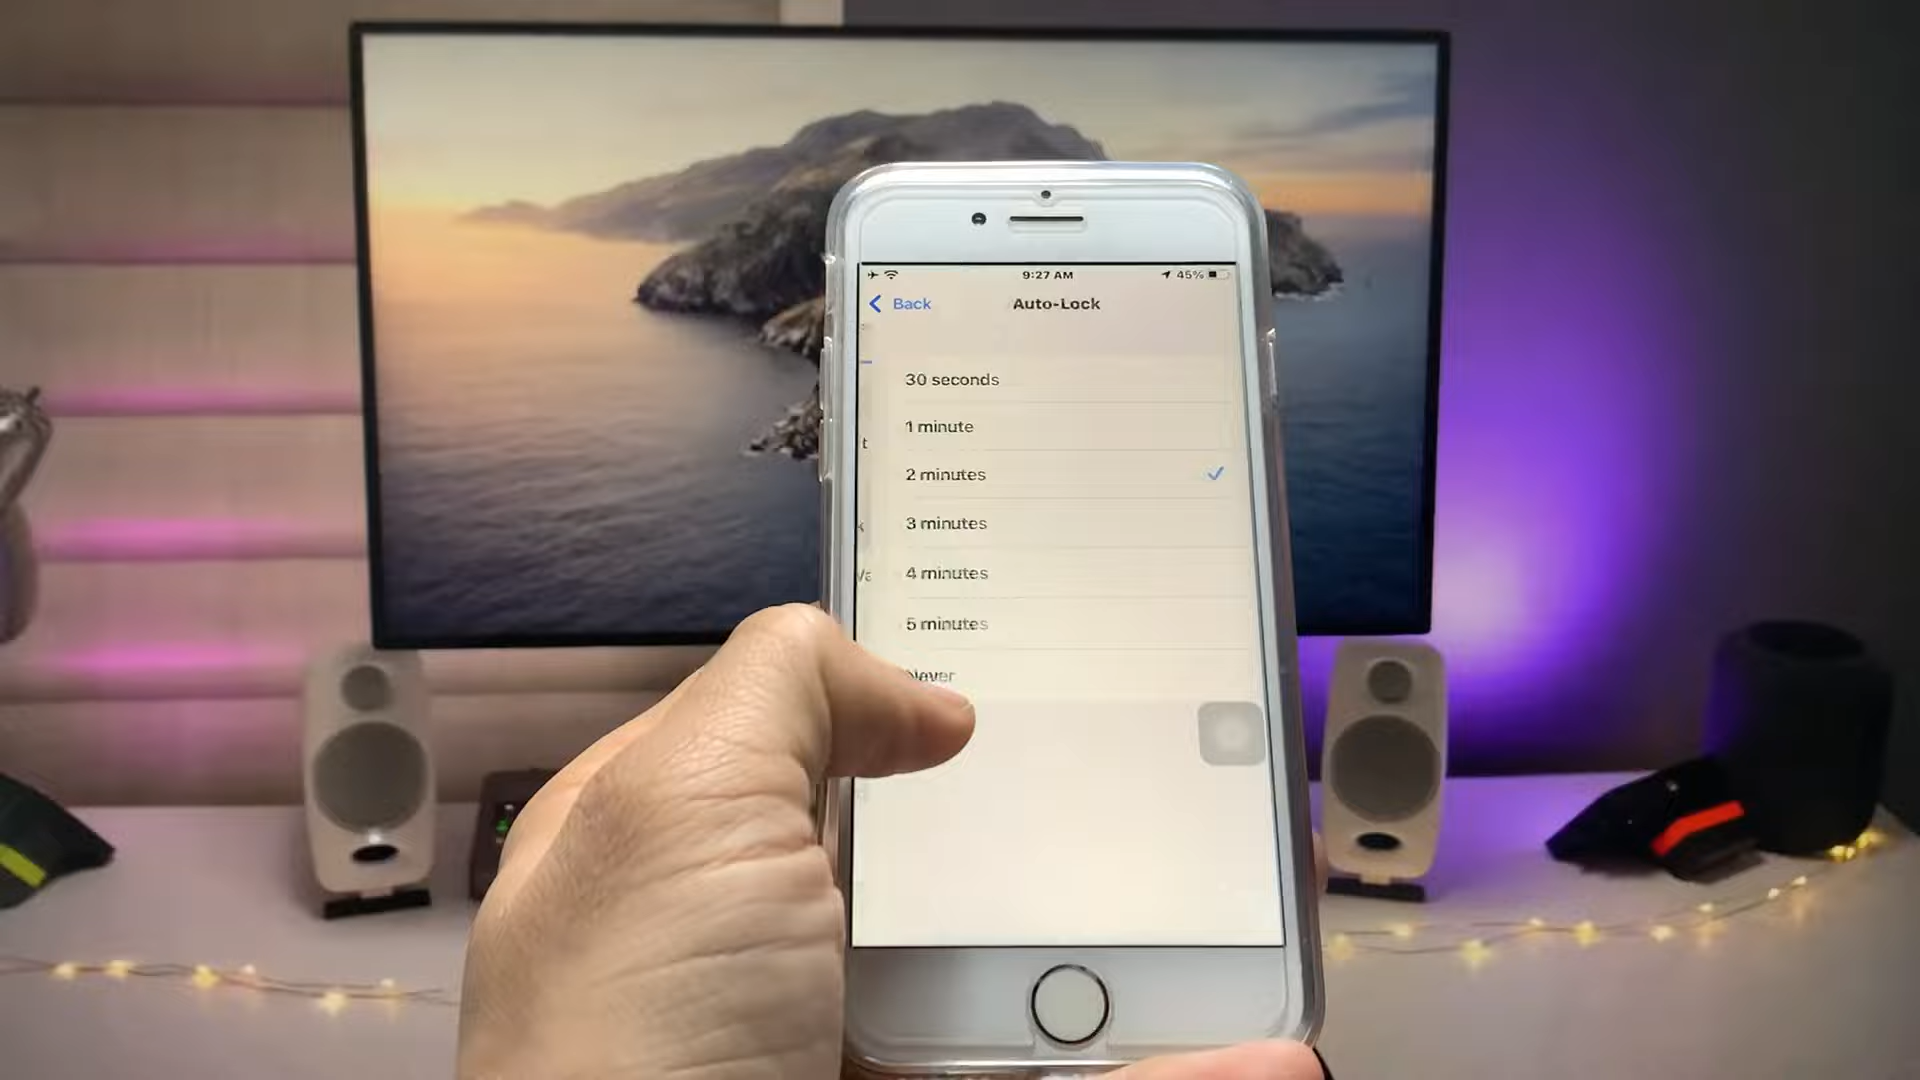 9:27 AM
45%
Back
Auto-Lock
30 seconds
1 minute
2 minutes
3 minutes
4 minutes
5 minutes
Never